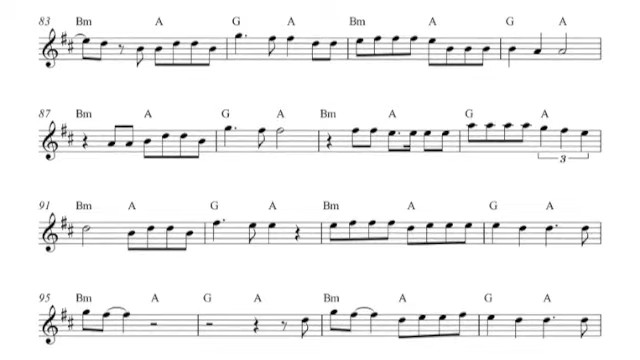 83 Bm A G A Bm A G A
87 Bm A G A Bm A G A
3
91 Bm A G A Bm A G A
95 Bm A G A Bm A G A